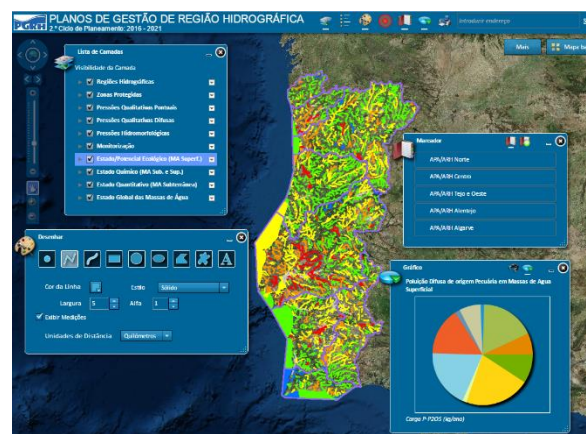 PGRH
PLANOS DE GESTÃO DE REGIÃO HIDROGRÁFICA
2.º Ciclo de Planeamento: 2016 - 2021
Introduzir endereço
Mais
Mapa ba
Lista de Camadas
Visibilidade da Camada
Regiões Hidrográficas
Zonas Protegidas
Pressões Qualitativas Pontuais
Pressões Qualitativas Difusas
Pressões Hidromorfológicas
Monitorização
Estado/Potencial Ecológico (MA Superf.)
Estado Químico (MA Sub. e Sup.)
Estado Quantitativo (MA Subterrânea)
Estado Global das Massas de Água
Marcador
APA/ARH Norte
APA/ARH Centro
APA/ARH Tejo e Oeste
APA/ARH Alentejo
APA/ARH Algarve
Desenhar
A
Cor da Linha
Estilo
Sólido
Largura
5
Alfa
1
Exibir Medições
Unidades de Distância
Quilómetros
Gráfico
Poluição Difusa de origem Pecuária em Massas de Água
Superficial
Carga P-P2O5 (kg/ano)